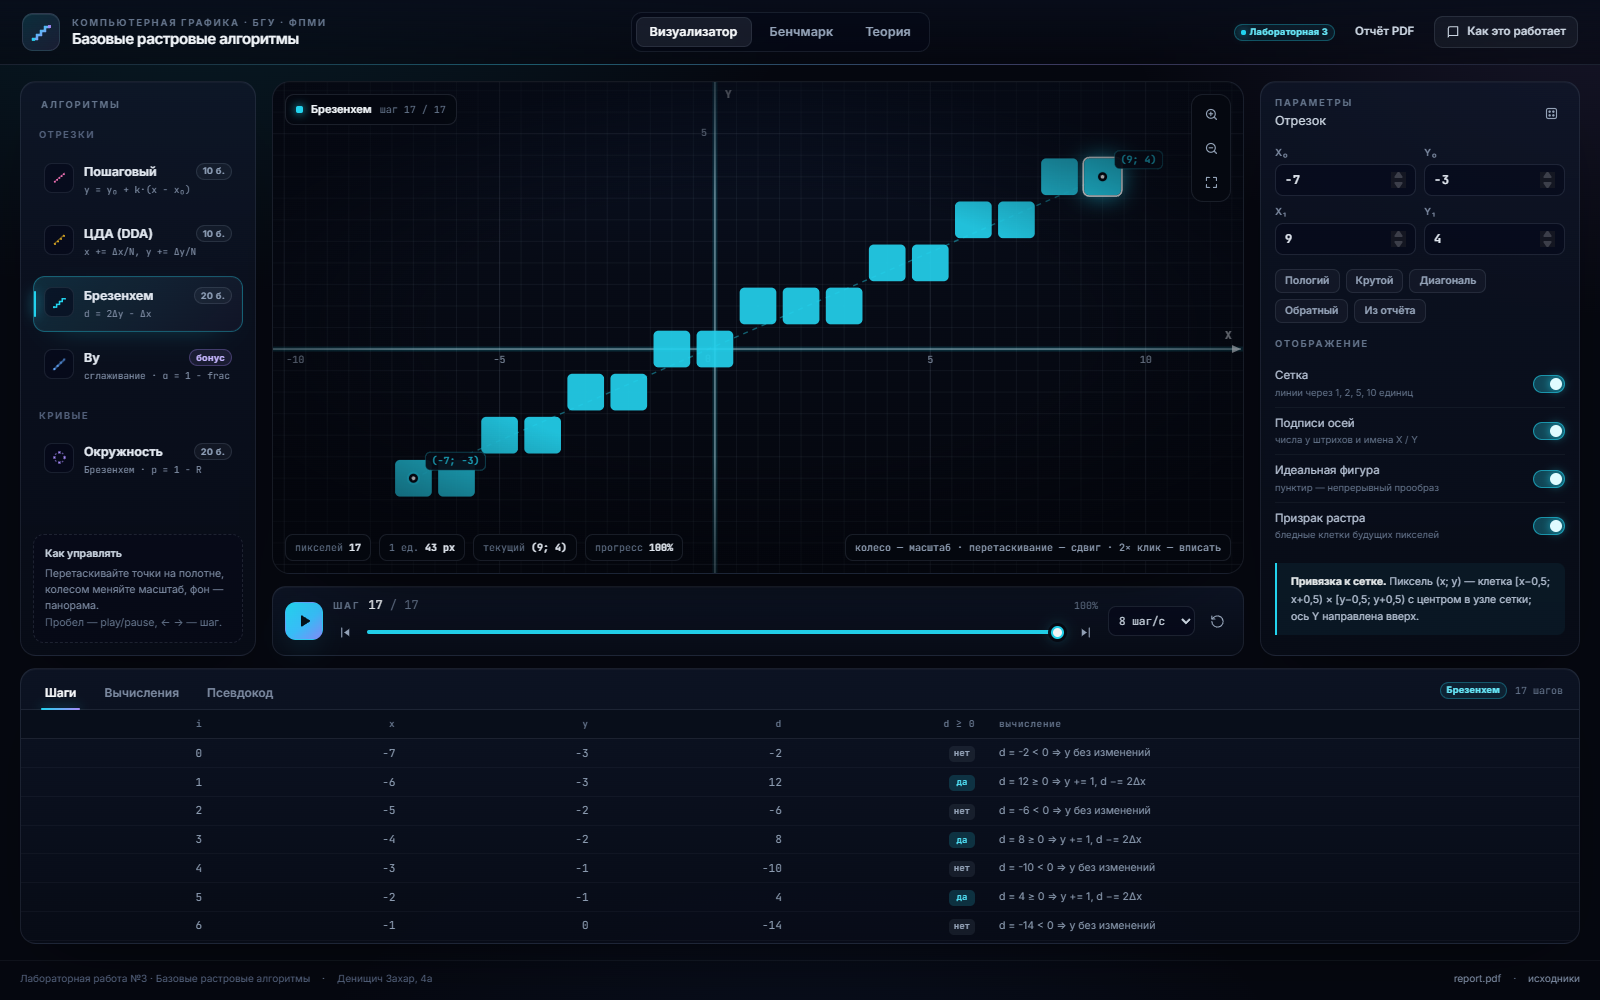 КОМПЬЮТЕРНАЯ ГРАФИКА · БГУ · ФПМИ
Базовые растровые алгоритмы
Визуализатор
Бенчмарк
Теория
Лабораторная 3
Отчёт PDF
Как это работает
АЛГОРИТМЫ
ОТРЕЗКИ
Пошаговый
10 б.
y = y₀ + k·(x - x₀)
ЦДА (DDA)
10 б.
x += Δx/N, y += Δy/N
Брезенхем
20 б.
d = 2Δy - Δx
Ву
бонус
сглаживание · α = 1 - frac
КРИВЫЕ
Окружность
20 б.
Брезенхем · p = 1 - R
Как управлять
Перетаскивайте точки на полотне,
колесом меняйте масштаб, фон —
панорама.
Пробел — play/pause, ← → — шаг.
Брезенхем шаг 17 / 17
Y
5
(9; 4)
X
-10
-5
5
10
(-7; -3)
пикселей 17
1 ед. 43 px
текущий (9; 4)
прогресс 100%
колесо — масштаб · перетаскивание — сдвиг · 2× клик — вписать
ШАГ 17 / 17
100%
8 шаг/с
ПАРАМЕТРЫ
Отрезок
X₀
Y₀
-7
-3
X₁
Y₁
9
4
Пологий
Крутой
Диагональ
Обратный
Из отчёта
ОТОБРАЖЕНИЕ
Сетка
линии через 1, 2, 5, 10 единиц
Подписи осей
числа у штрихов и имена X / Y
Идеальная фигура
пунктир — непрерывный прообраз
Призрак растра
бледные клетки будущих пикселей
Привязка к сетке. Пиксель (x; y) — клетка [x−0,5;
x+0,5) × [y−0,5; y+0,5) с центром в узле сетки;
ось Y направлена вверх.
Шаги
Вычисления
Псевдокод
Брезенхем
17 шагов
i x y d d ≥ 0 вычисление
0 -7 -3 -2 нет d = -2 < 0 ⇒ y без изменений
1 -6 -3 12 да d = 12 ≥ 0 ⇒ y += 1, d −= 2Δx
2 -5 -2 -6 нет d = -6 < 0 ⇒ y без изменений
3 -4 -2 8 да d = 8 ≥ 0 ⇒ y += 1, d −= 2Δx
4 -3 -1 -10 нет d = -10 < 0 ⇒ y без изменений
5 -2 -1 4 да d = 4 ≥ 0 ⇒ y += 1, d −= 2Δx
6 -1 0 -14 нет d = -14 < 0 ⇒ y без изменений
Лабораторная работа №3 · Базовые растровые алгоритмы · Денищич Захар, 4а
report.pdf · исходники